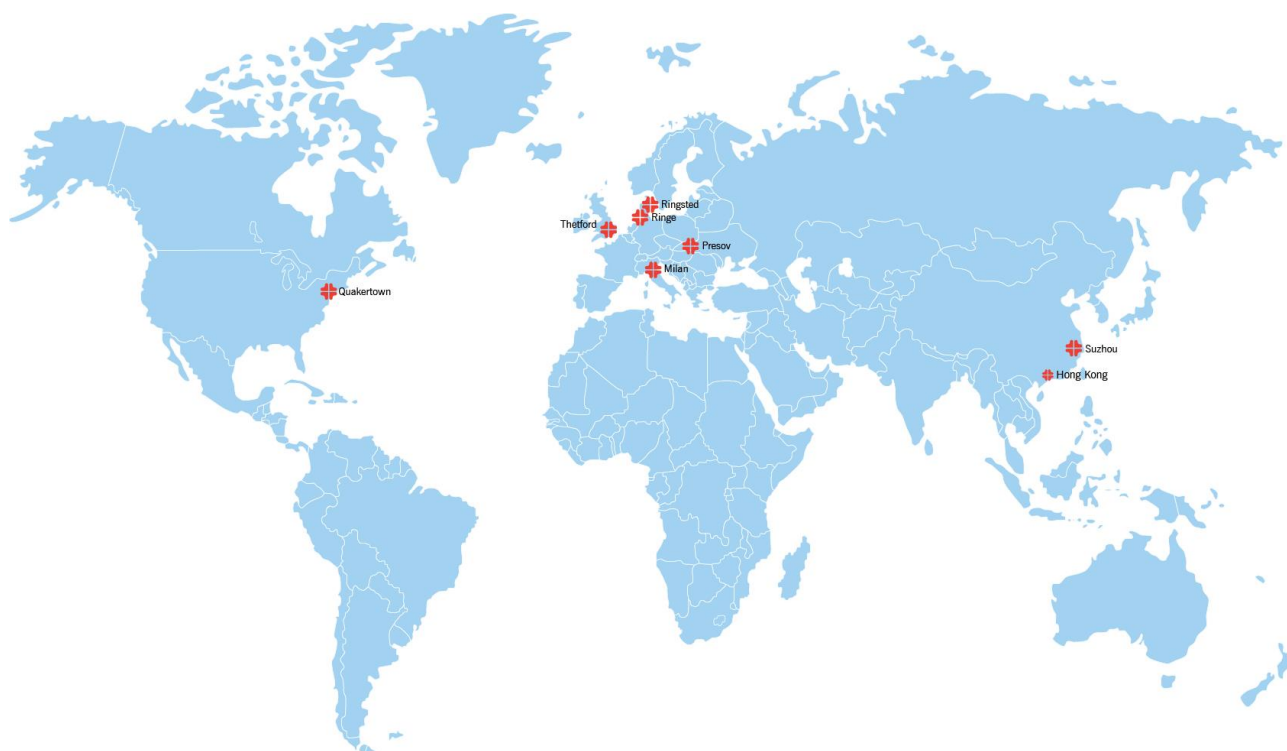 Ringsted
Ringe
Thetford
Presov
Milan
Quakertown
Suzhou
Hong Kong